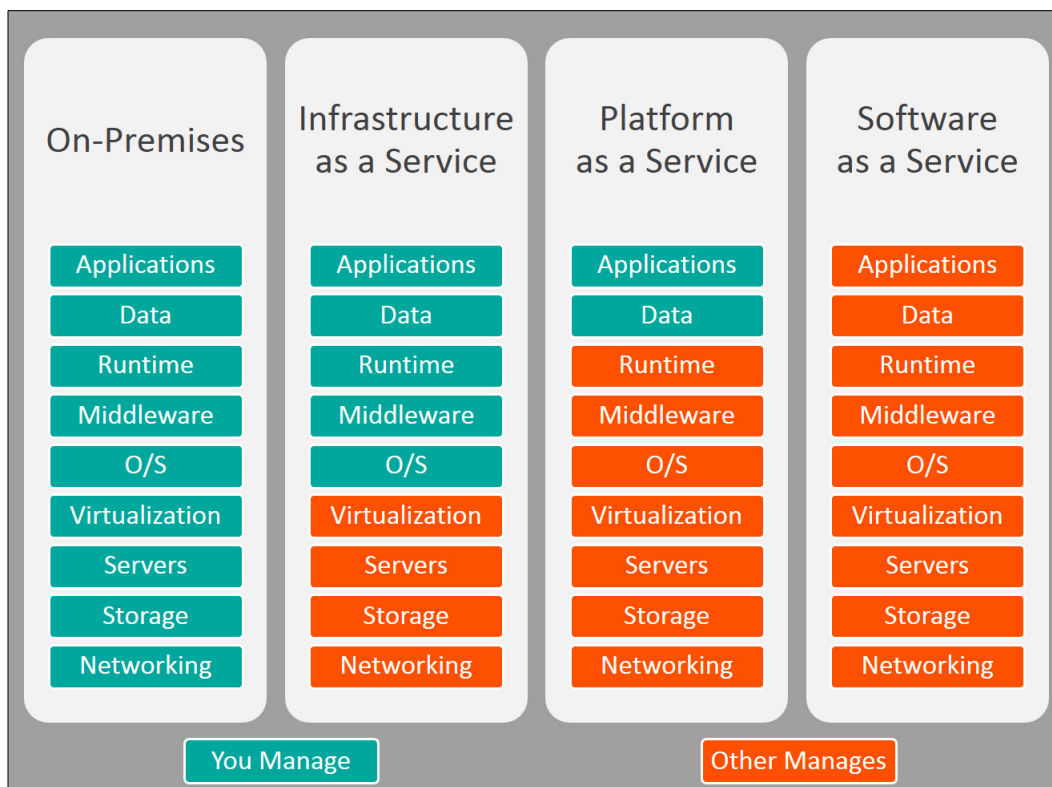 On-Premises
Applications
Data
Runtime
Middleware
O/S
Virtualization
Servers
Storage
Networking
Infrastructure
as a Service
Applications
Data
Runtime
Middleware
O/S
Virtualization
Servers
Storage
Networking
Platform
as a Service
Applications
Data
Runtime
Middleware
O/S
Virtualization
Servers
Storage
Networking
Software
as a Service
Applications
Data
Runtime
Middleware
O/S
Virtualization
Servers
Storage
Networking
You Manage
Other Manages